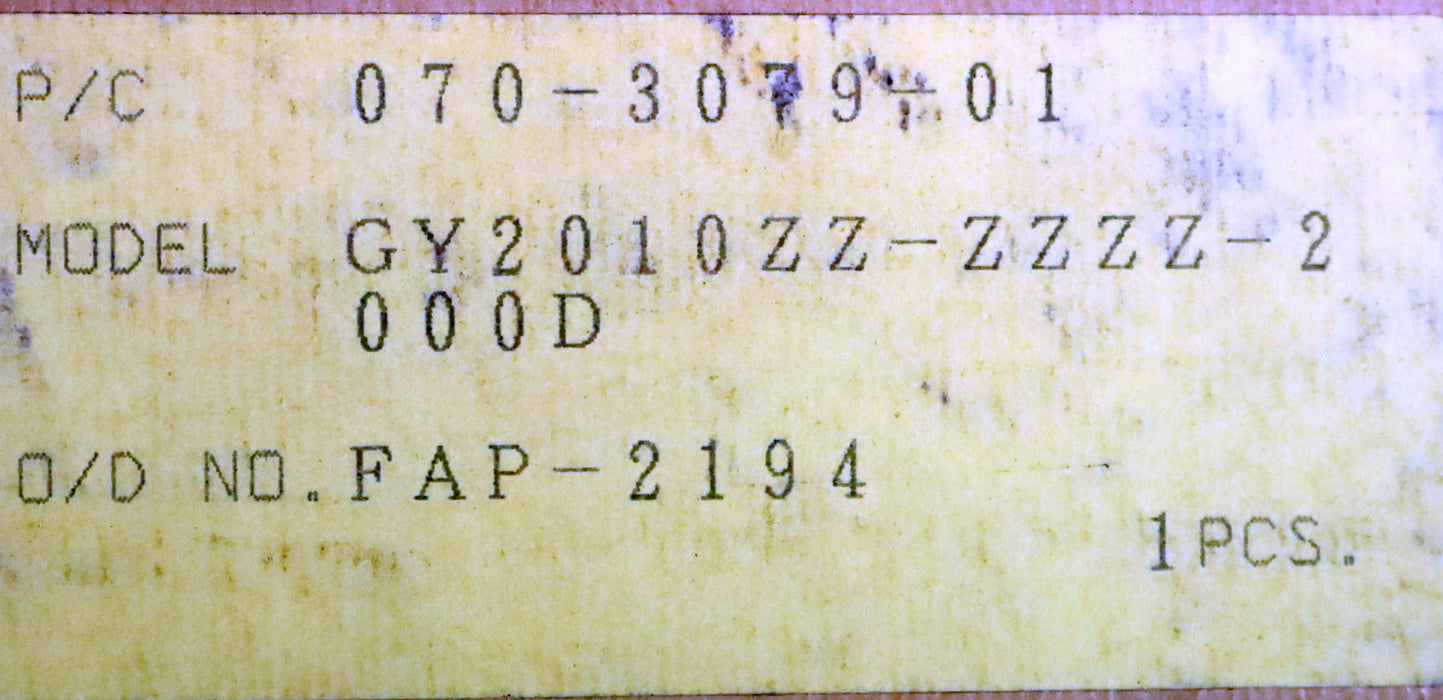 P/C 070-3079-01
MODEL GY2010ZZ-ZZZZ-2
000D
O/D NO. FAP-2194
1PCS.